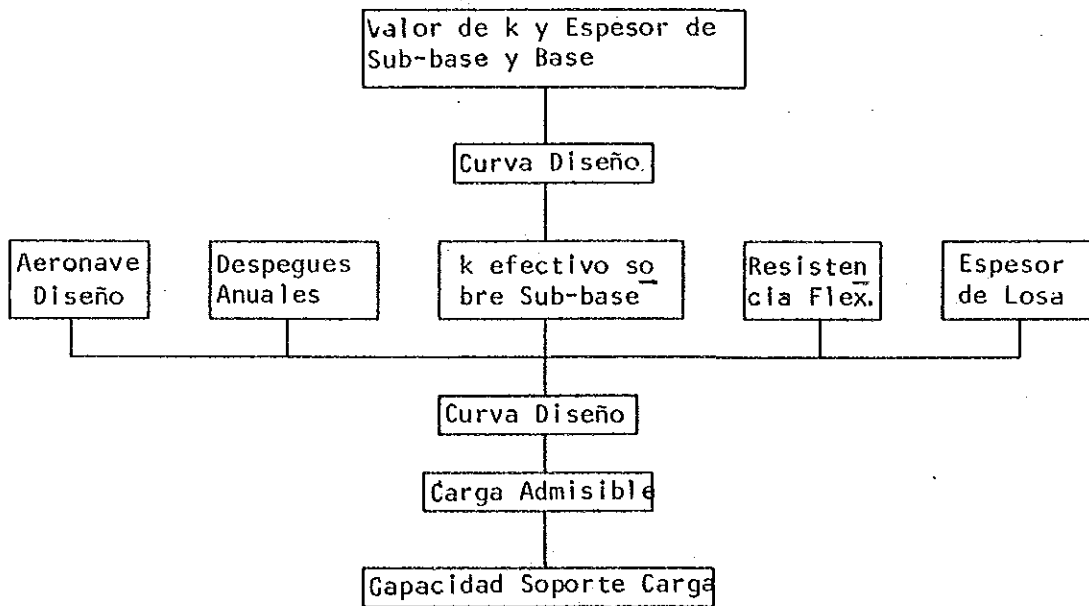 Valor de k y Espesor de
Sub-base y Base
Curva Diseño.
Aeronave
Diseño
Despegues
Anuales
k efectivo so
bre Sub-base
Resisten
cia Flex.
Espesor
de Losa
Curva Diseño
Carga Admisible
Capacidad Soporte Carga